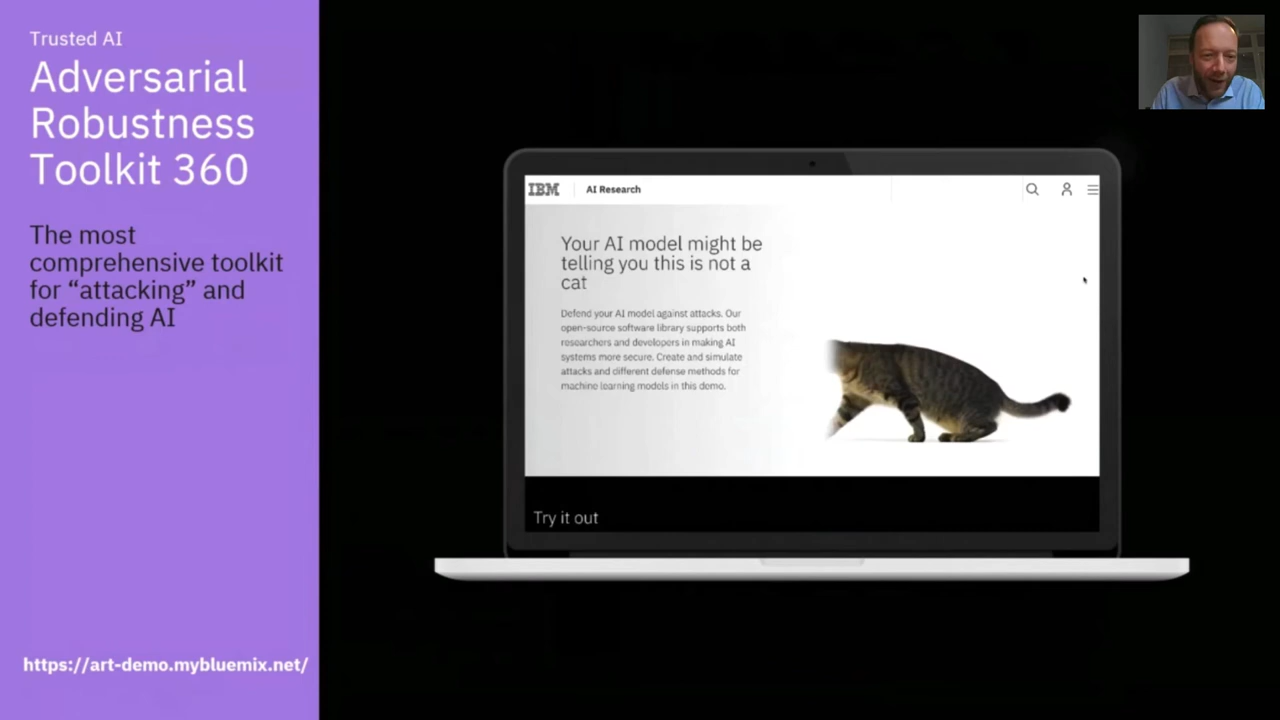 Trusted AI
Adversarial
Robustness
Toolkit 360
The most
comprehensive toolkit
for “attacking” and
defending AI
https://art-demo.mybluemix.net/
IBM AI Research
Your AI model might be
telling you this is not a
cat
Defend your AI model against attacks. Our
open-source software library supports both
researchers and developers in making AI
systems more secure. Create and simulate
attacks and different defense methods for
machine learning models in this demo.
Try it out